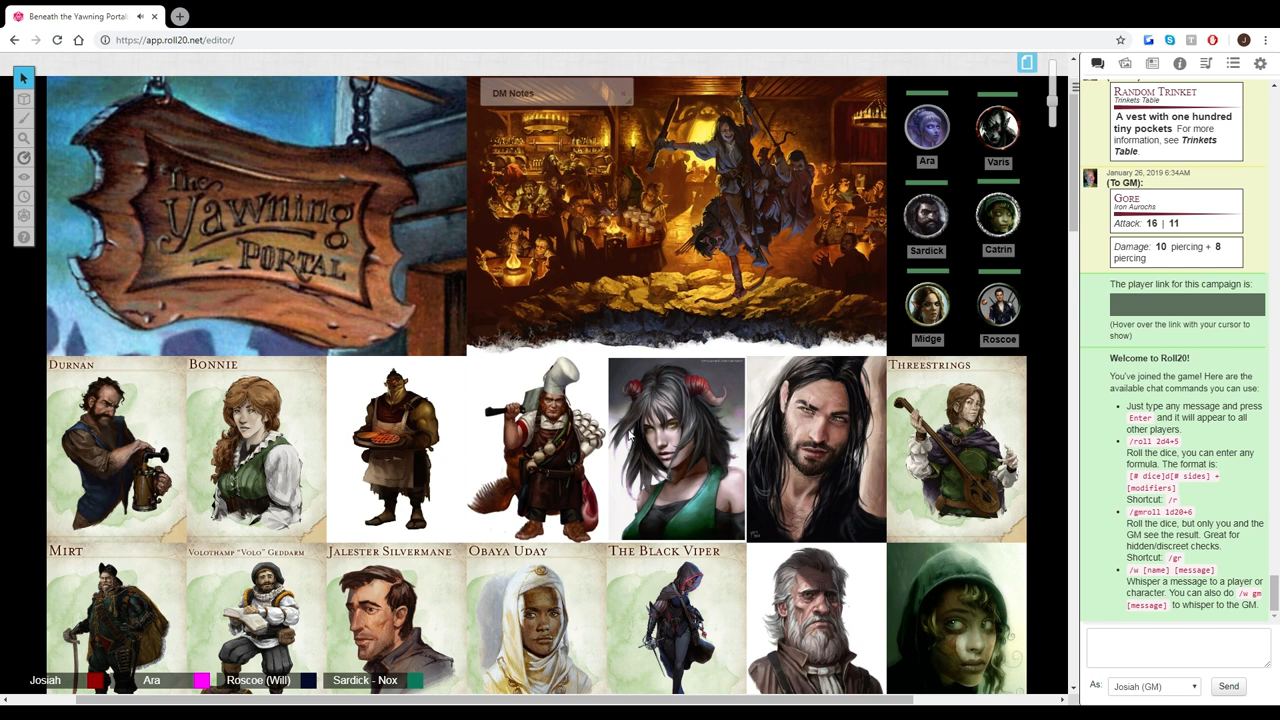 Beneath the Yawning Portal
https://app.roll20.net/editor/
J
The
Yawning
PORTAL
DM Notes
Ara
Varis
Sardick
Catrin
Midge
Roscoe
DURNAN
BONNIE
THREESTRINGS
MIRT
VOLOTHAMP "VOLO" GEDDARM
JALESTER SILVERMANE
OBAYA UDAY
THE BLACK VIPER
Josiah
Ara
Roscoe (Will)
Sardick - Nox
RANDOM TRINKET
Trinkets Table
A vest with one hundred
tiny pockets For more
information, see Trinkets
Table.
January 26, 2019 6:34AM
(To GM):
GORE
Iron Aurochs
Attack: 16 | 11
Damage: 10 piercing + 8
piercing
The player link for this campaign is:
(Hover over the link with your cursor to
show)
Welcome to Roll20!
You've joined the game! Here are the
available chat commands you can use:
• Just type any message and press
Enter and it will appear to all
other players.
• /roll 2d4+5
Roll the dice, you can enter any
formula. The format is:
[# dice]d[# sides] +
[modifiers]
Shortcut: /r
• /gmroll 1d20+6
Roll the dice, but only you and the
GM see the result. Great for
hidden/discreet checks.
Shortcut: /gr
• /w [name] [message]
Whisper a message to a player or
character. You can also do /w gm
[message] to whisper to the GM.
As:
Josiah (GM)
Send